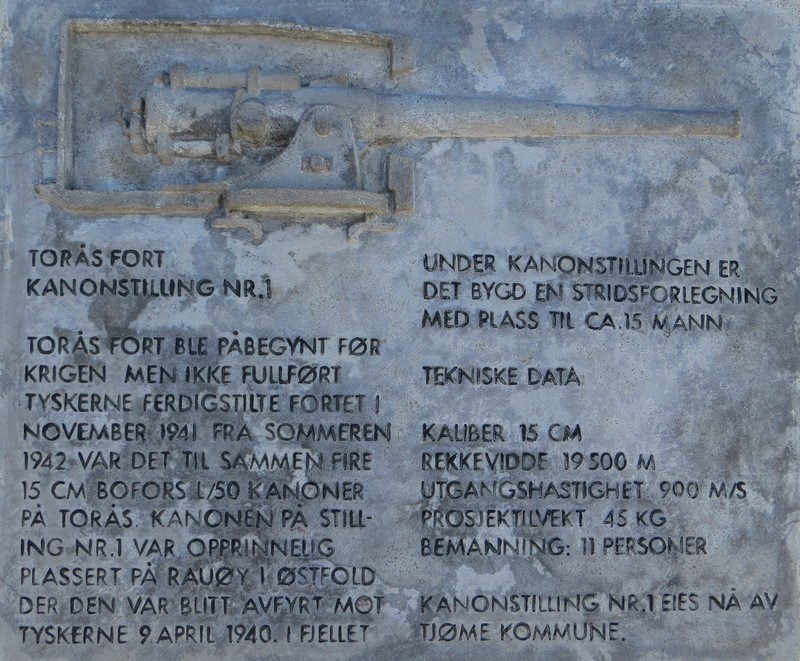 TORÅS FORT
KANONSTILLING NR.1
TORÅS FORT BLE PÅBEGYNT FØR
KRIGEN MEN IKKE FULLFØRT
TYSKERNE FERDIGSTILTE FORTET I
NOVEMBER 1941 FRA SOMMEREN
1942 VAR DET TIL SAMMEN FIRE
15 CM BOFORS L/50 KANONER
PÅ TORÅS. KANONEN PÅ STILL-
ING NR.1 VAR OPPRINNELIG
PLASSERT PÅ RAUØY I ØSTFOLD
DER DEN VAR BLITT AVFYRT MOT
TYSKERNE 9 APRIL 1940. I FJELLET
UNDER KANONSTILLINGEN ER
DET BYGD EN STRIDSFORLEGNING
MED PLASS TIL CA.15 MANN.
TEKNISKE DATA
KALIBER 15 CM
REKKEVIDDE 19 500 M
UTGANGSHASTIGHET 900 M/S
PROSJEKTILVEKT 45 KG
BEMANNING: 11 PERSONER
KANONSTILLING NR.1 EIES NÅ AV
TJØME KOMMUNE.